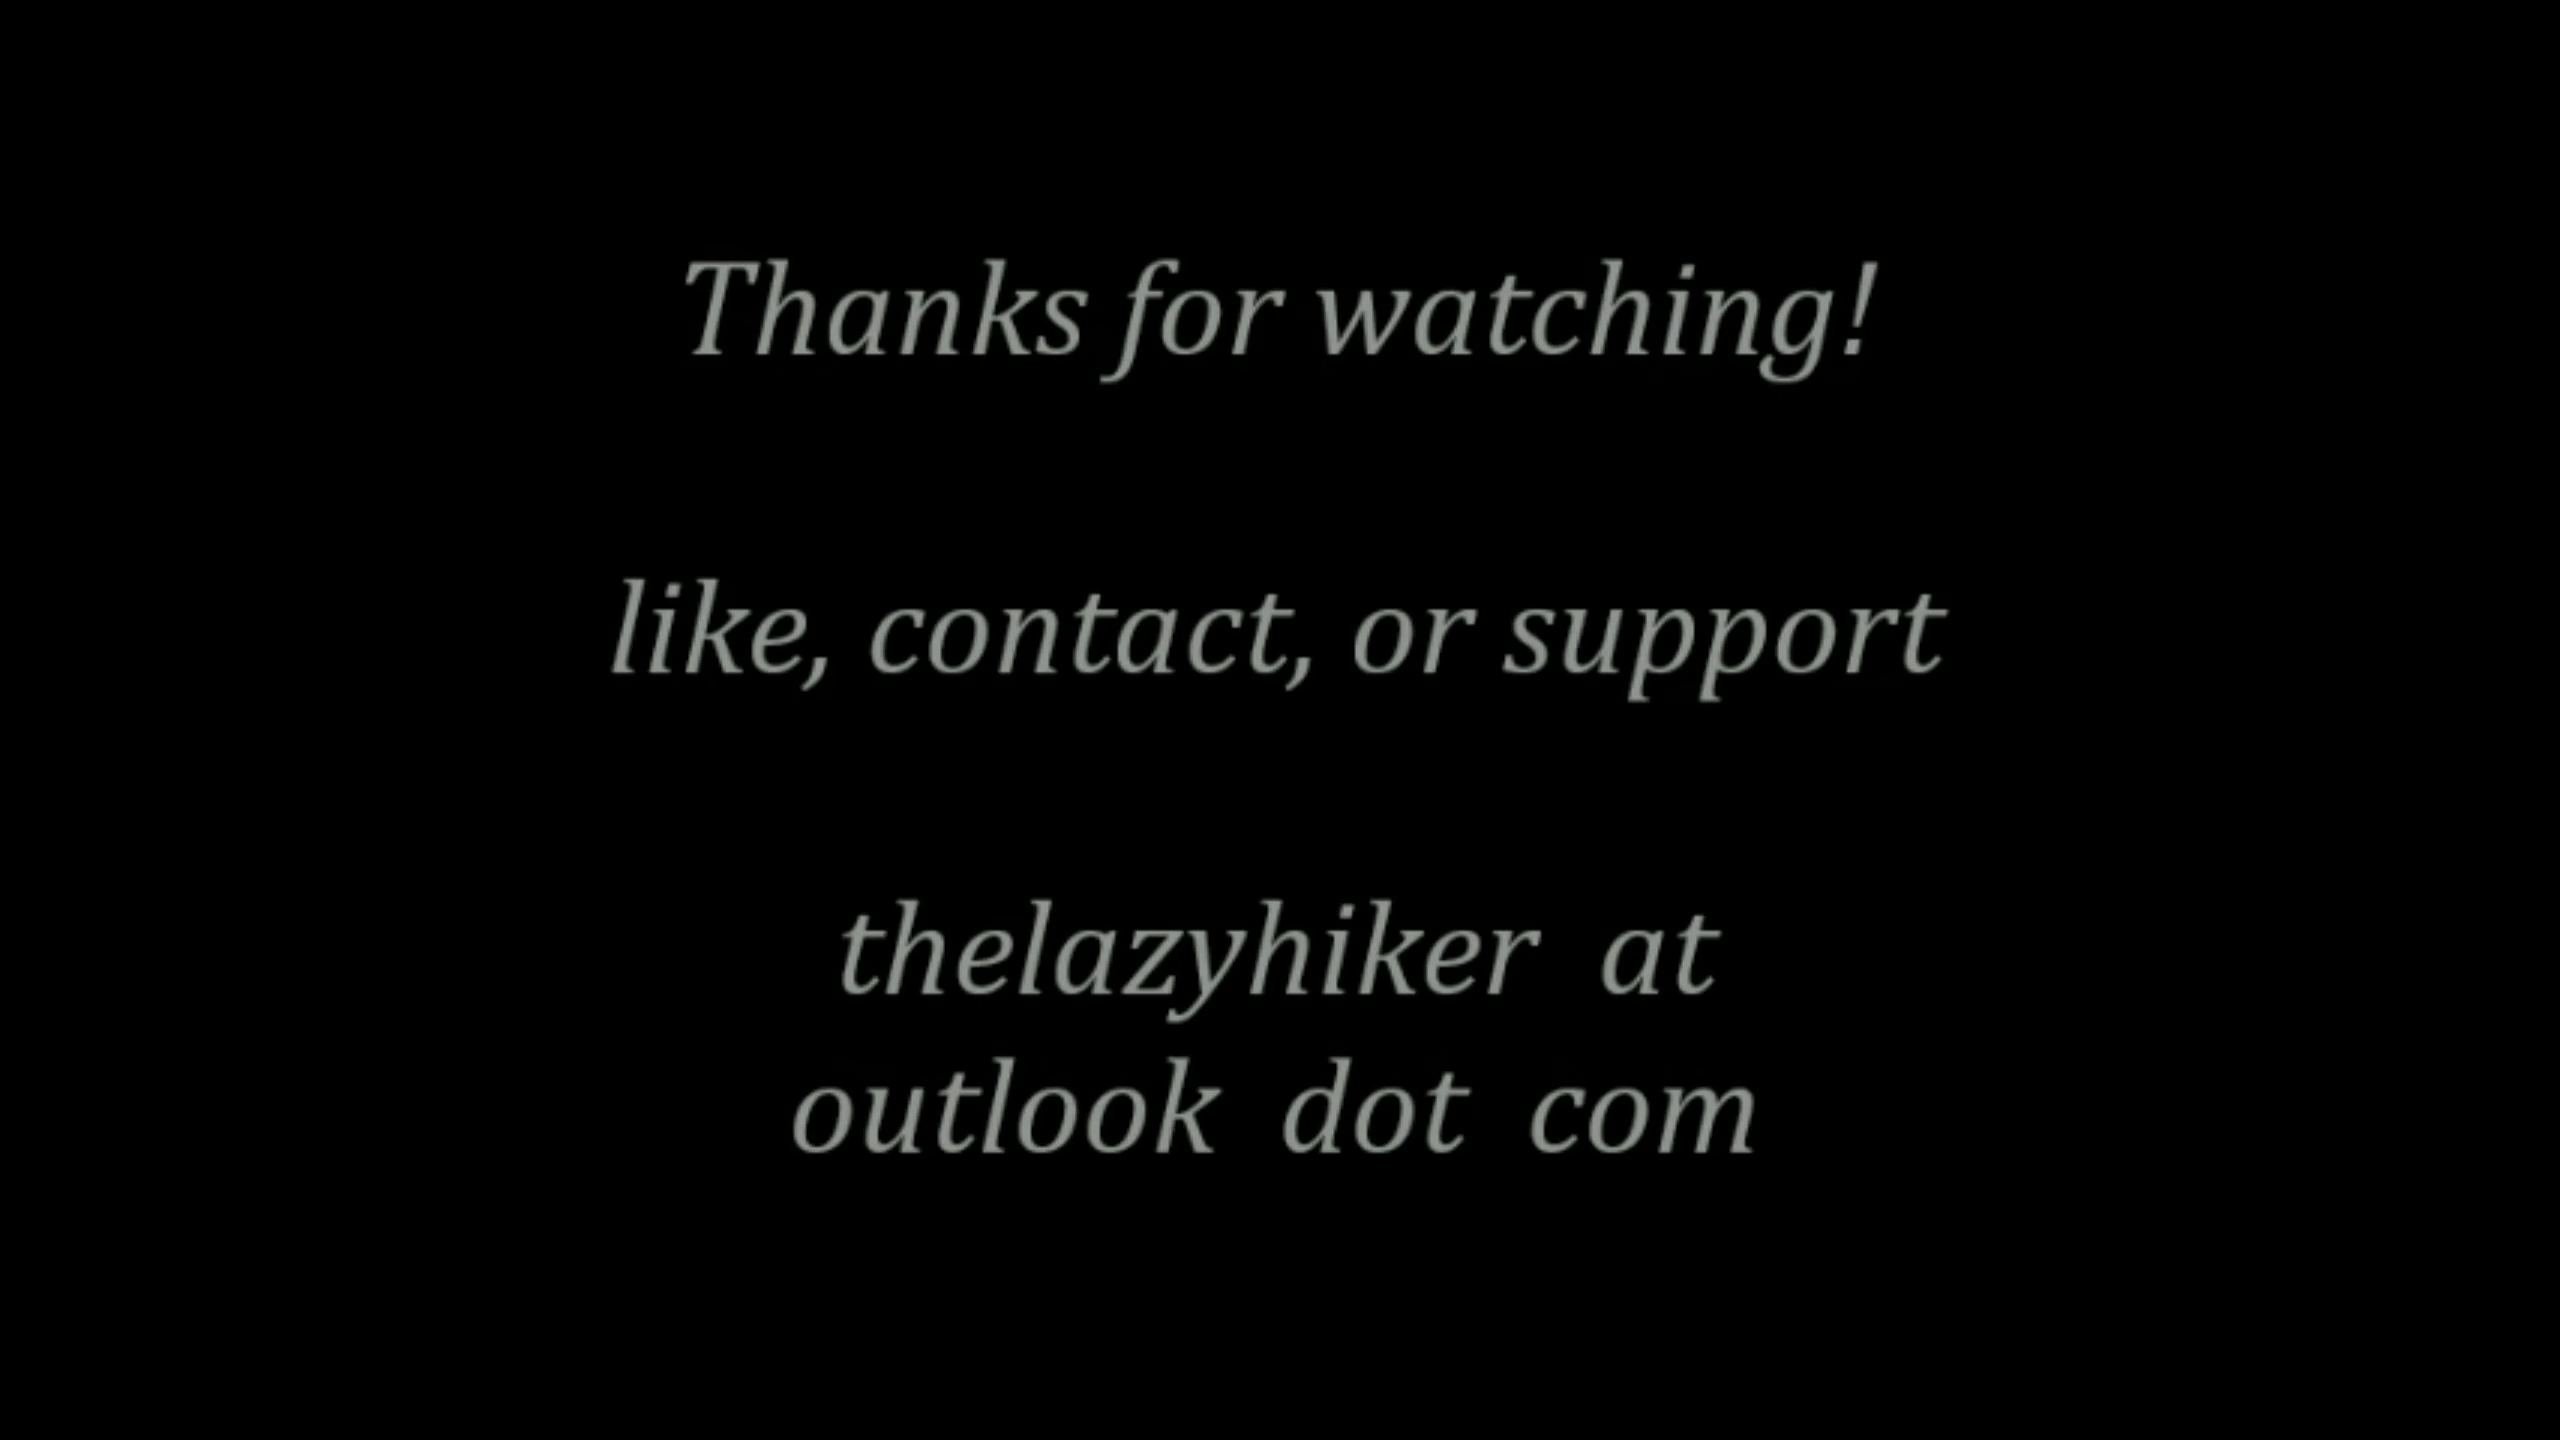 Thanks for watching!
like, contact, or support
thelazyhiker at
outlook dot com